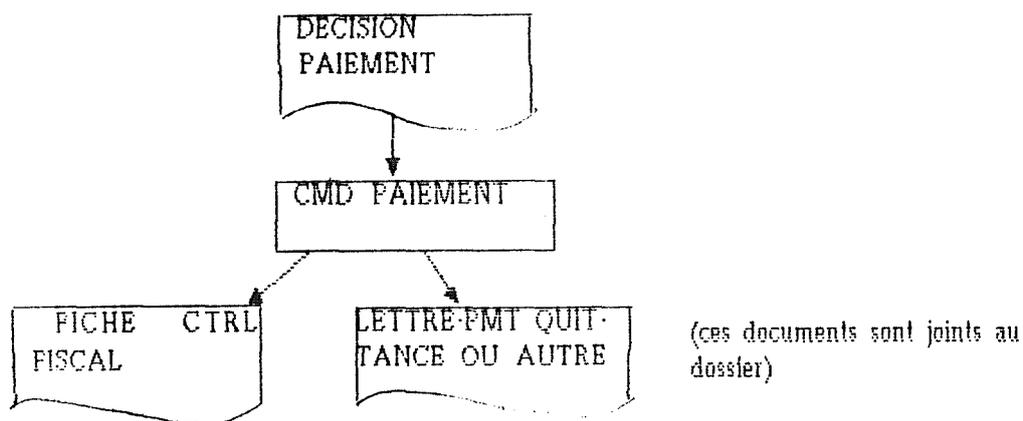 DECISION
PAIEMENT
CMD PAIEMENT
FICHE CTRL
FISCAL
LETTRE-PMT QUIT-
TANCE OU AUTRE
(ces documents sont joints au
dossier)